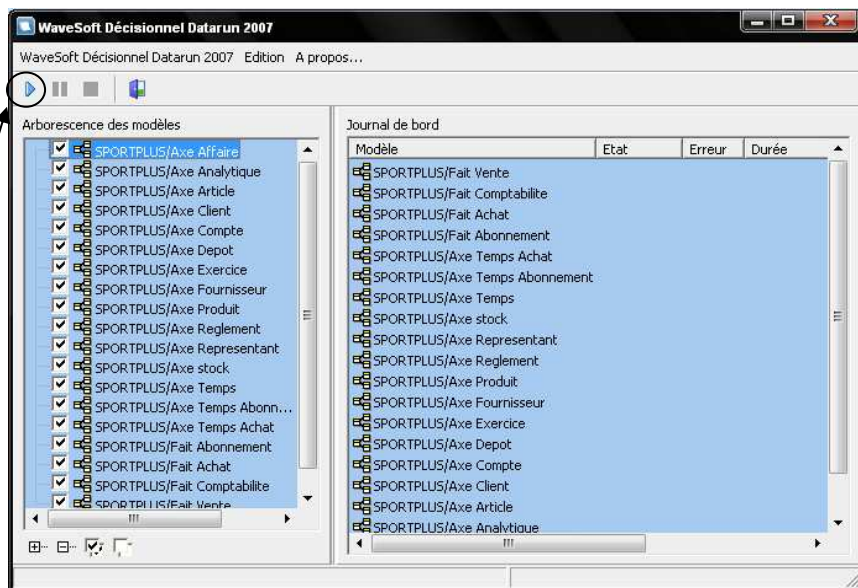 WaveSoft Décisionnel Datarun 2007
WaveSoft Décisionnel Datarun 2007 Edition A propos...
Arborescence des modèles
SPORTPLUS/Axe Affaire
SPORTPLUS/Axe Analytique
SPORTPLUS/Axe Article
SPORTPLUS/Axe Client
SPORTPLUS/Axe Compte
SPORTPLUS/Axe Depot
SPORTPLUS/Axe Exercice
SPORTPLUS/Axe Fournisseur
SPORTPLUS/Axe Produit
SPORTPLUS/Axe Reglement
SPORTPLUS/Axe Representant
SPORTPLUS/Axe stock
SPORTPLUS/Axe Temps
SPORTPLUS/Axe Temps Abonn...
SPORTPLUS/Axe Temps Achat
SPORTPLUS/Fait Abonnement
SPORTPLUS/Fait Achat
SPORTPLUS/Fait Comptabilite
SPORTPLUS/Fait Vente
Journal de bord
Modèle Etat Erreur Durée
SPORTPLUS/Fait Vente
SPORTPLUS/Fait Comptabilite
SPORTPLUS/Fait Achat
SPORTPLUS/Fait Abonnement
SPORTPLUS/Axe Temps Achat
SPORTPLUS/Axe Temps Abonnement
SPORTPLUS/Axe Temps
SPORTPLUS/Axe stock
SPORTPLUS/Axe Representant
SPORTPLUS/Axe Reglement
SPORTPLUS/Axe Produit
SPORTPLUS/Axe Fournisseur
SPORTPLUS/Axe Exercice
SPORTPLUS/Axe Depot
SPORTPLUS/Axe Compte
SPORTPLUS/Axe Client
SPORTPLUS/Axe Article
SPORTPLUS/Axe Analytique